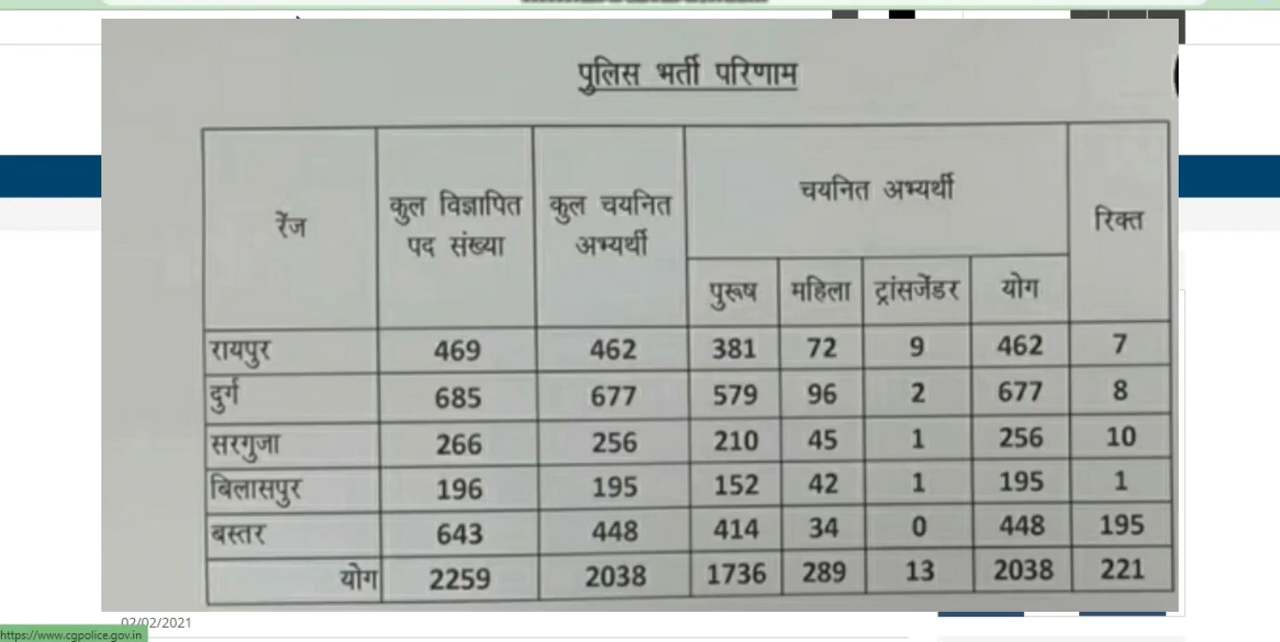 पुलिस भर्ती परिणाम
रेंज
कुल विज्ञापित
पद संख्या
कुल चयनित
अभ्यर्थी
चयनित अभ्यर्थी
रिक्त
पुरूष महिला ट्रांसजेंडर योग
रायपुर 469 462 381 72 9 462 7
दुर्ग 685 677 579 96 2 677 8
सरगुजा 266 256 210 45 1 256 10
बिलासपुर 196 195 152 42 1 195 1
बस्तर 643 448 414 34 0 448 195
योग 2259 2038 1736 289 13 2038 221
02/02/2021
https://www.cgpolice.gov.in